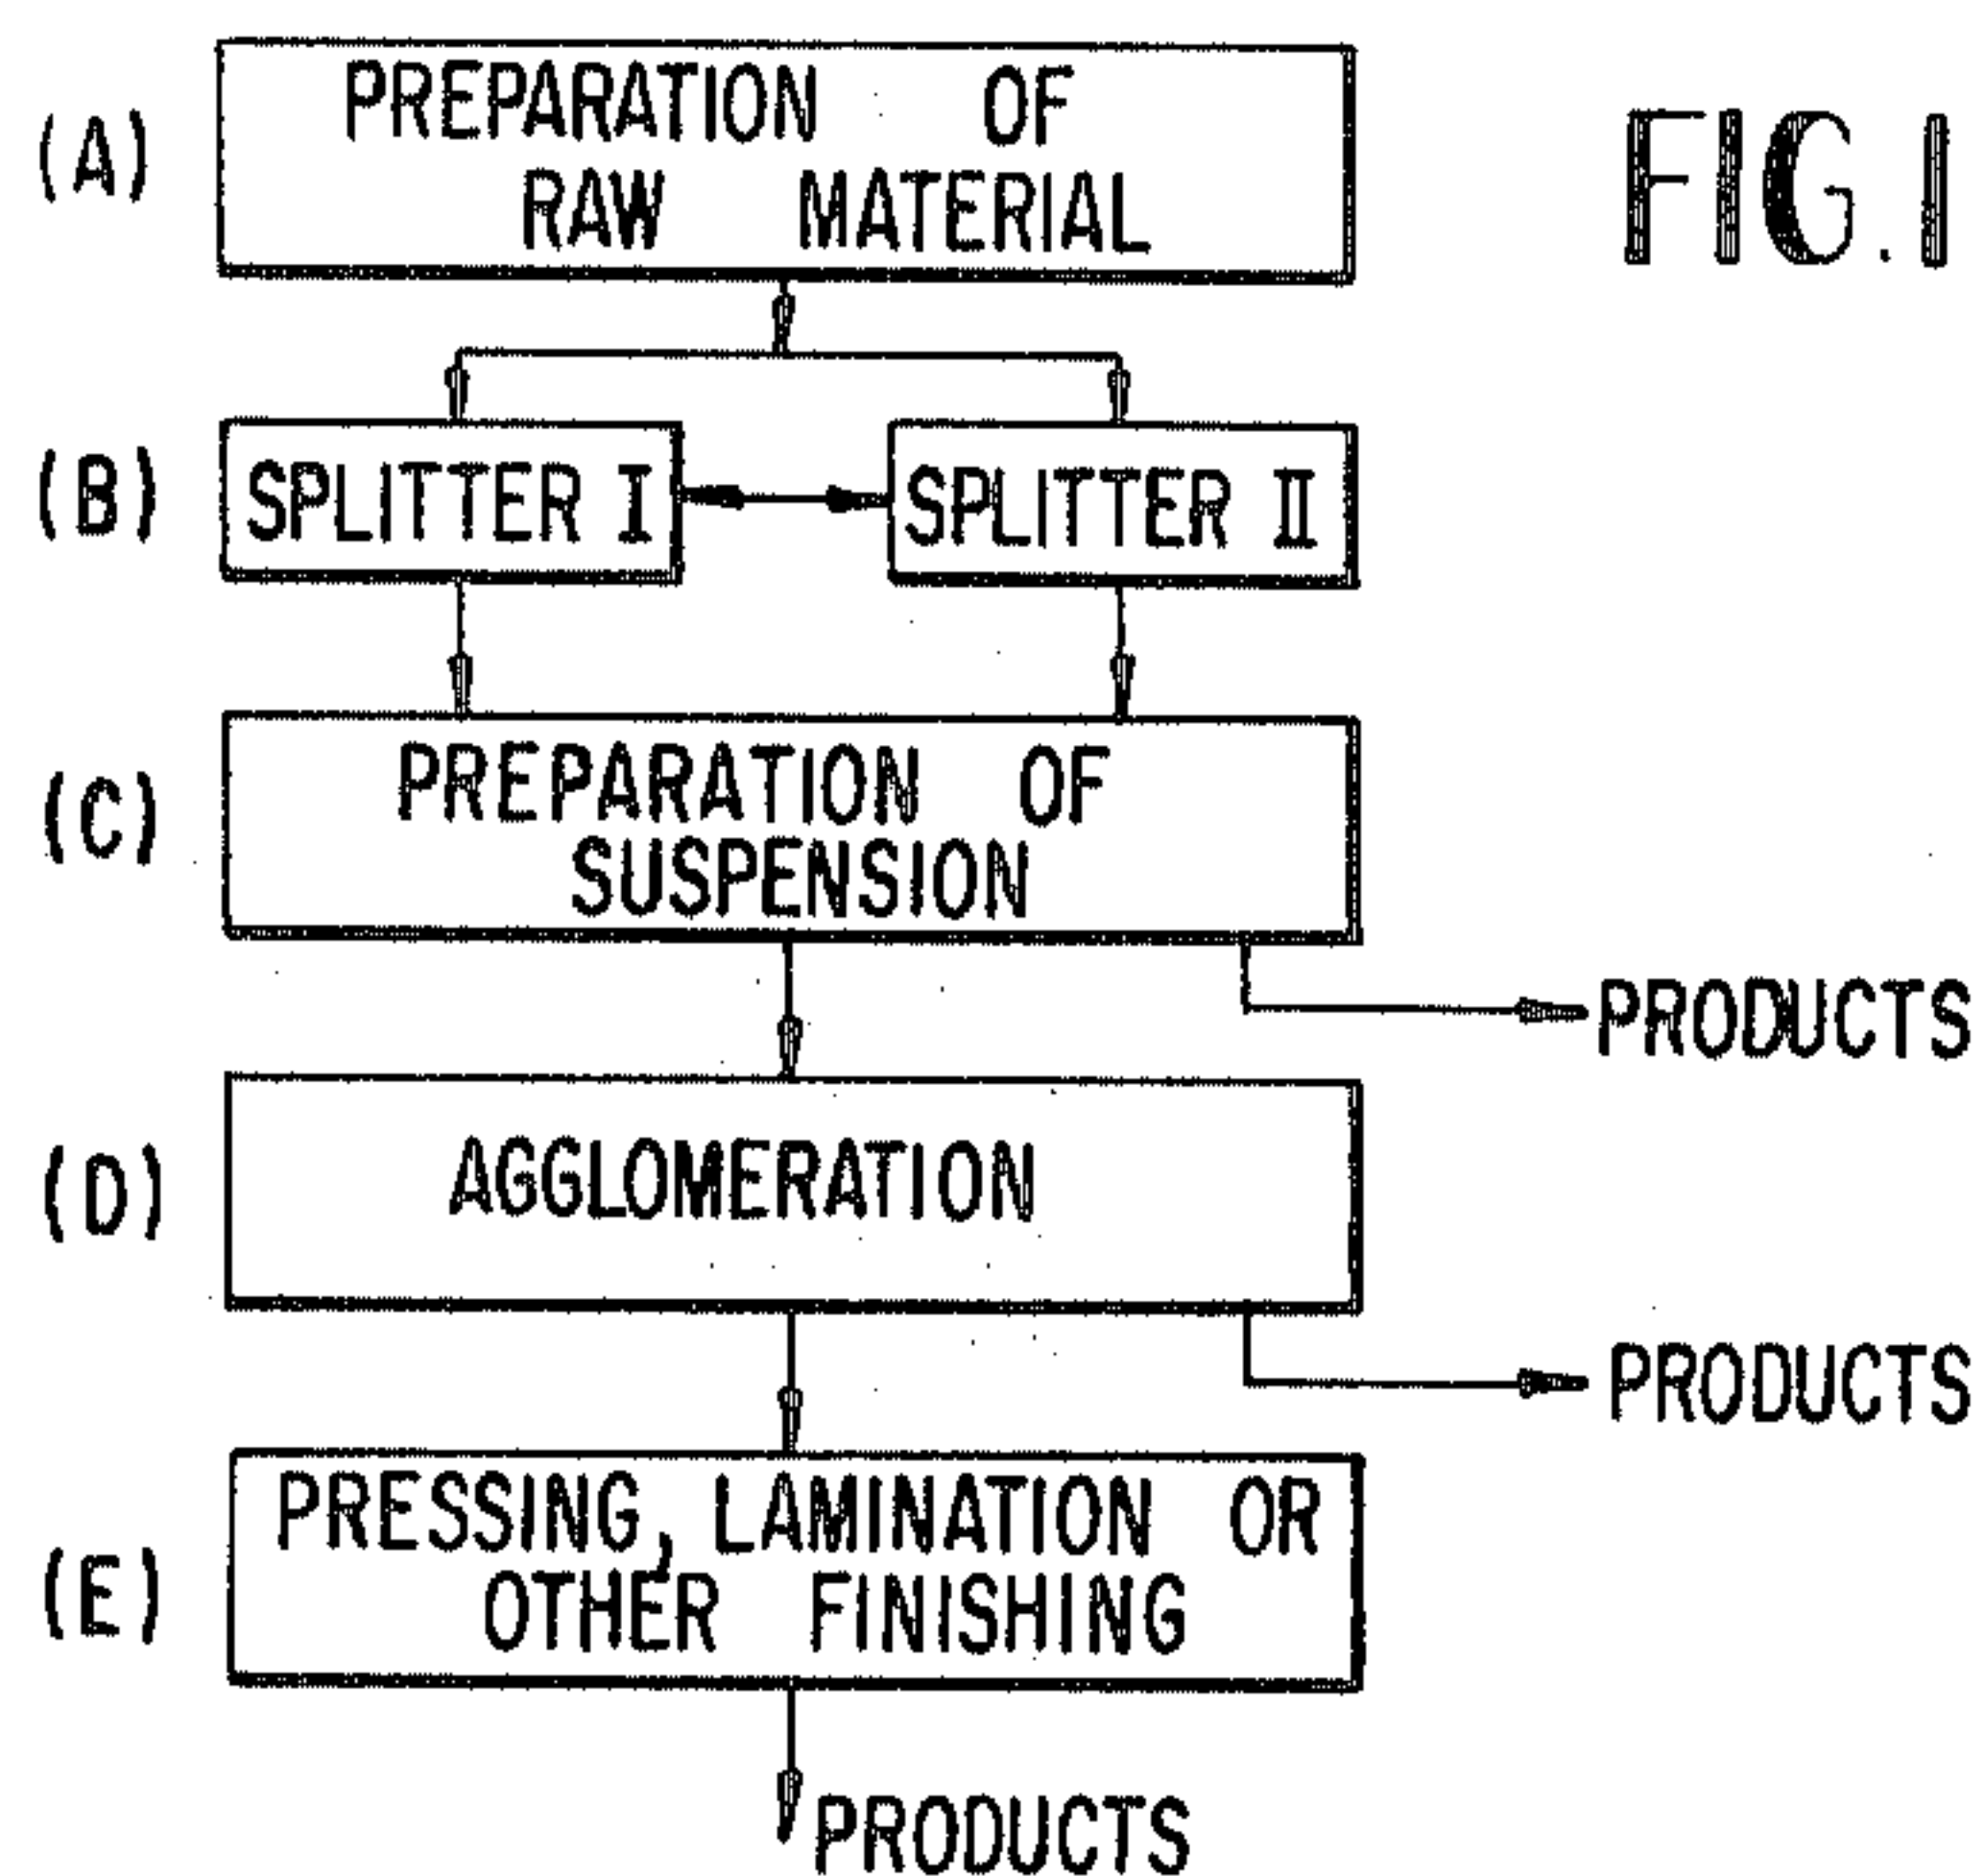 FIG.1
(A)
PREPARATION OF
RAW MATERIAL
(B)
SPLITTER I
SPLITTER II
(C)
PREPARATION OF
SUSPENSION
PRODUCTS
(D)
AGGLOMERATION
PRODUCTS
(E)
PRESSING, LAMINATION OR
OTHER FINISHING
PRODUCTS